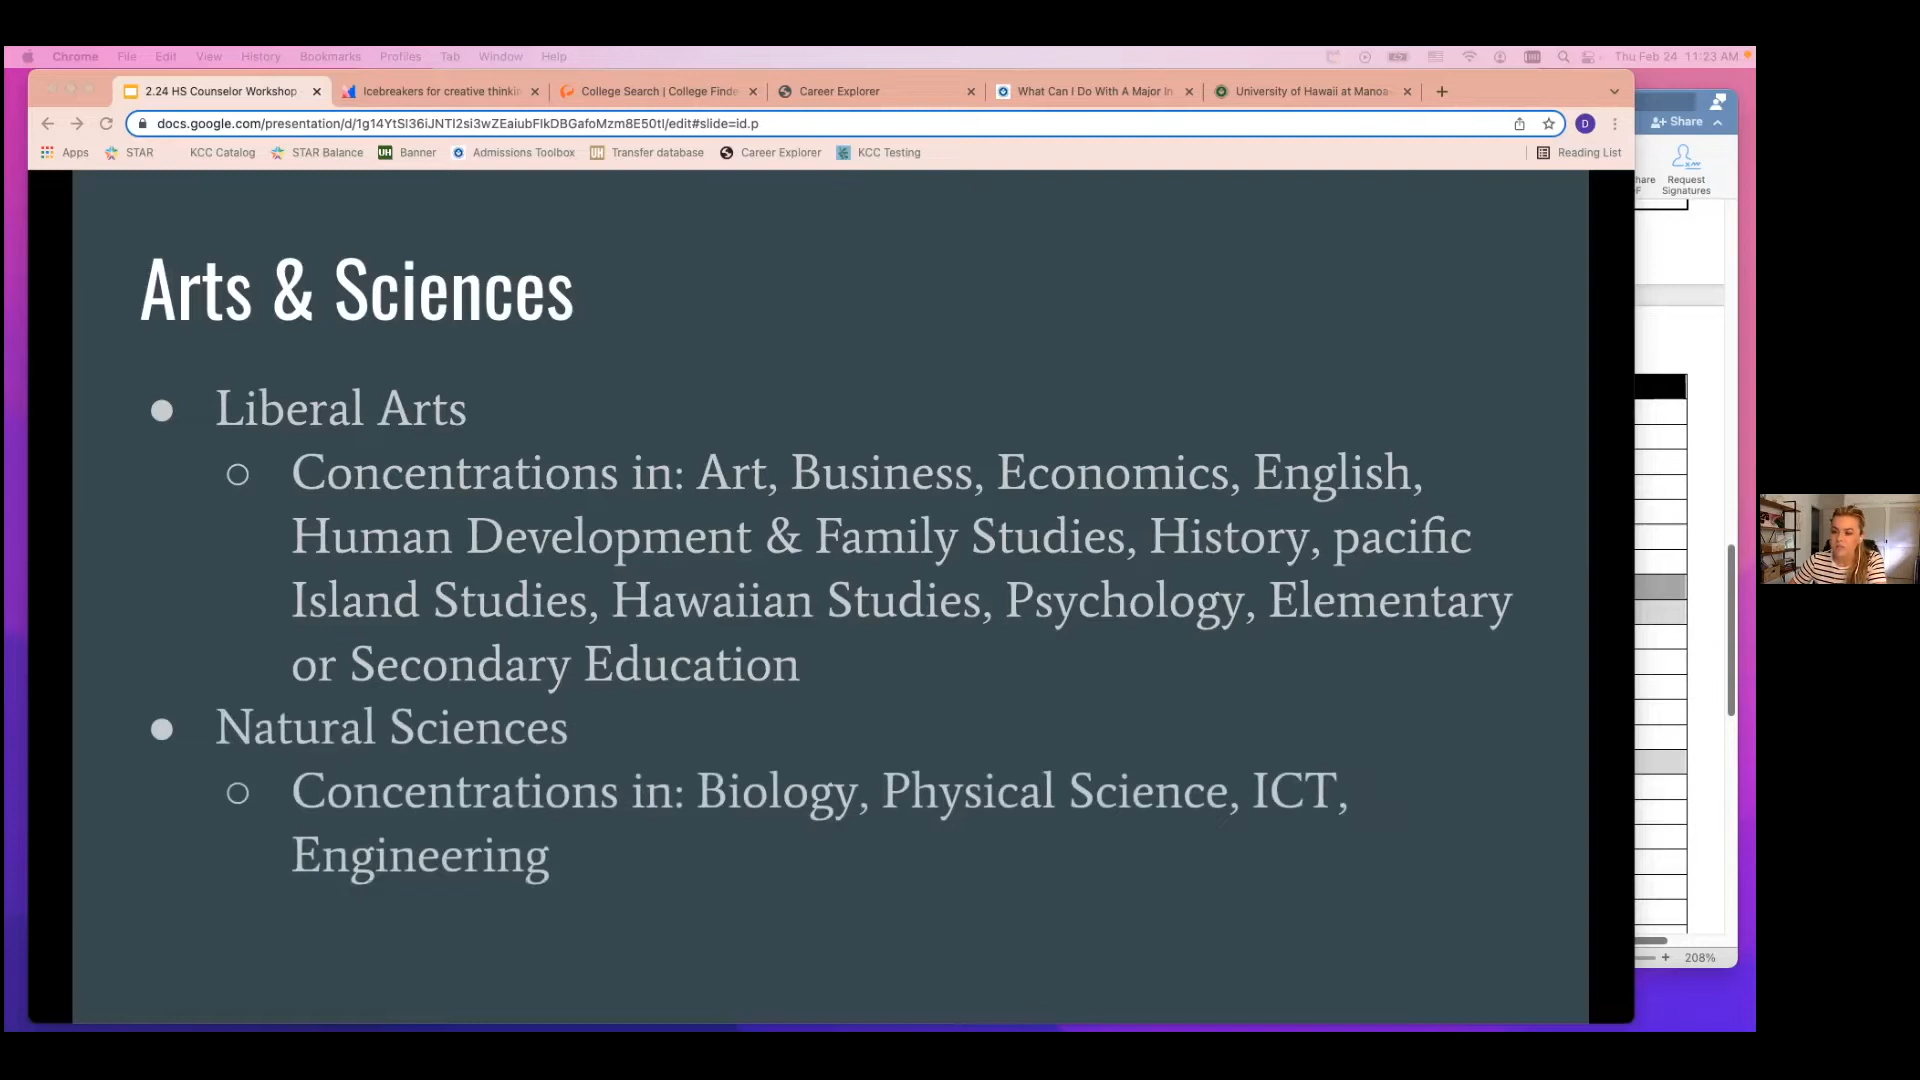 Chrome File Edit View History Bookmarks Profiles Tab Window Help Thu Feb 24 11:23 AM
2.24 HS Counselor Workshop Icebreakers for creative thinkin College Search | College Finde Career Explorer What Can I Do With A Major In University of Hawaii at Manoa
docs.google.com/presentation/d/ /edit#slide=id.p D
Share
Apps STAR KCC Catalog STAR Balance UH Banner Admissions Toolbox UH Transfer database Career Explorer KCC Testing Reading List
hare Request
F Signatures
Arts & Sciences
● Liberal Arts
○ Concentrations in: Art, Business, Economics, English,
Human Development & Family Studies, History, pacific
Island Studies, Hawaiian Studies, Psychology, Elementary
or Secondary Education
● Natural Sciences
○ Concentrations in: Biology, Physical Science, ICT,
Engineering
208%